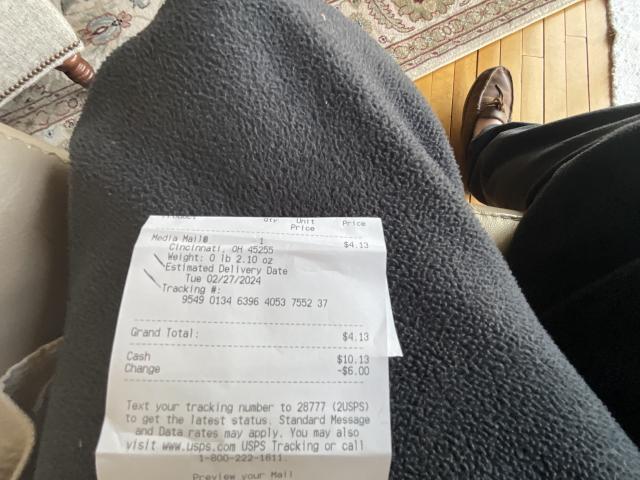 Product Qty Unit Price
Price
Media Mail® 1 $4.13
Cincinnati, OH 45255
Weight: 0 lb 2.10 oz
Estimated Delivery Date
Tue 02/27/2024
Tracking #:
9549 0134 6396 4053 7552 37
Grand Total: $4.13
Cash $10.13
Change -$6.00
Text your tracking number to 28777 (2USPS)
to get the latest status. Standard Message
and Data rates may apply. You may also
visit www.usps.com USPS Tracking or call
1-800-222-1811.
Preview your Mail